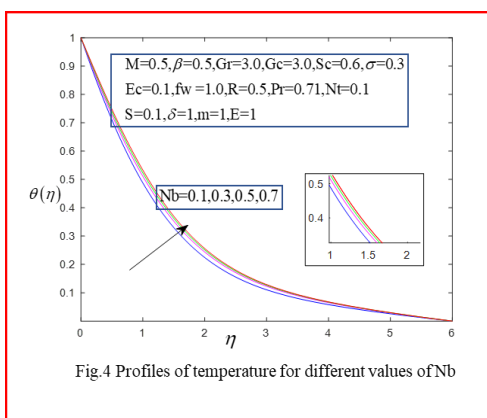 1
0.9
0.8
0.7
0.6
0.5
0.4
0.3
0.2
0.1
θ(η)
M=0.5,β=0.5,Gr=3.0,Gc=3.0,Sc=0.6,σ=0.3
Ec=0.1,fw =1.0,R=0.5,Pr=0.71,Nt=0.1
S=0.1,δ=1,m=1,E=1
Nb=0.1,0.3,0.5,0.7
0.5
0.4
1 1.5 2
0 1 2 3 4 5 6
η
Fig.4 Profiles of temperature for different values of Nb